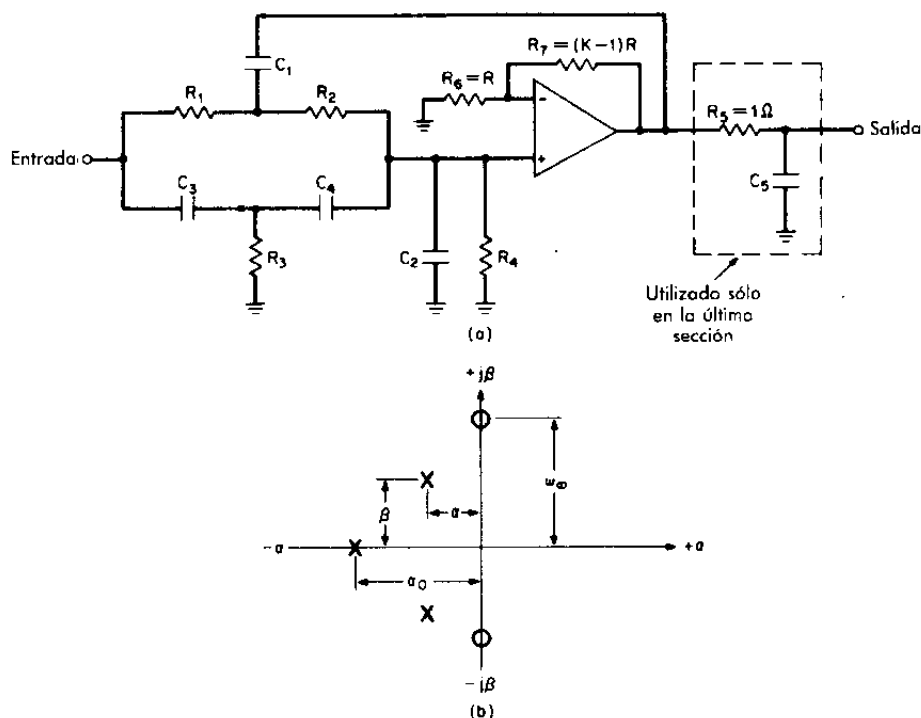 C₁
R₇ = (K−1)R
R₆ = R
R₁
R₂
−
+
R₅ = 1Ω
Salida
Entrada
C₃
C₄
C₅
R₃
C₂
R₄
Utilizado sólo
en la última
sección
(a)
+jβ
ω∞
β
α
−α
+α
α₀
−jβ
(b)